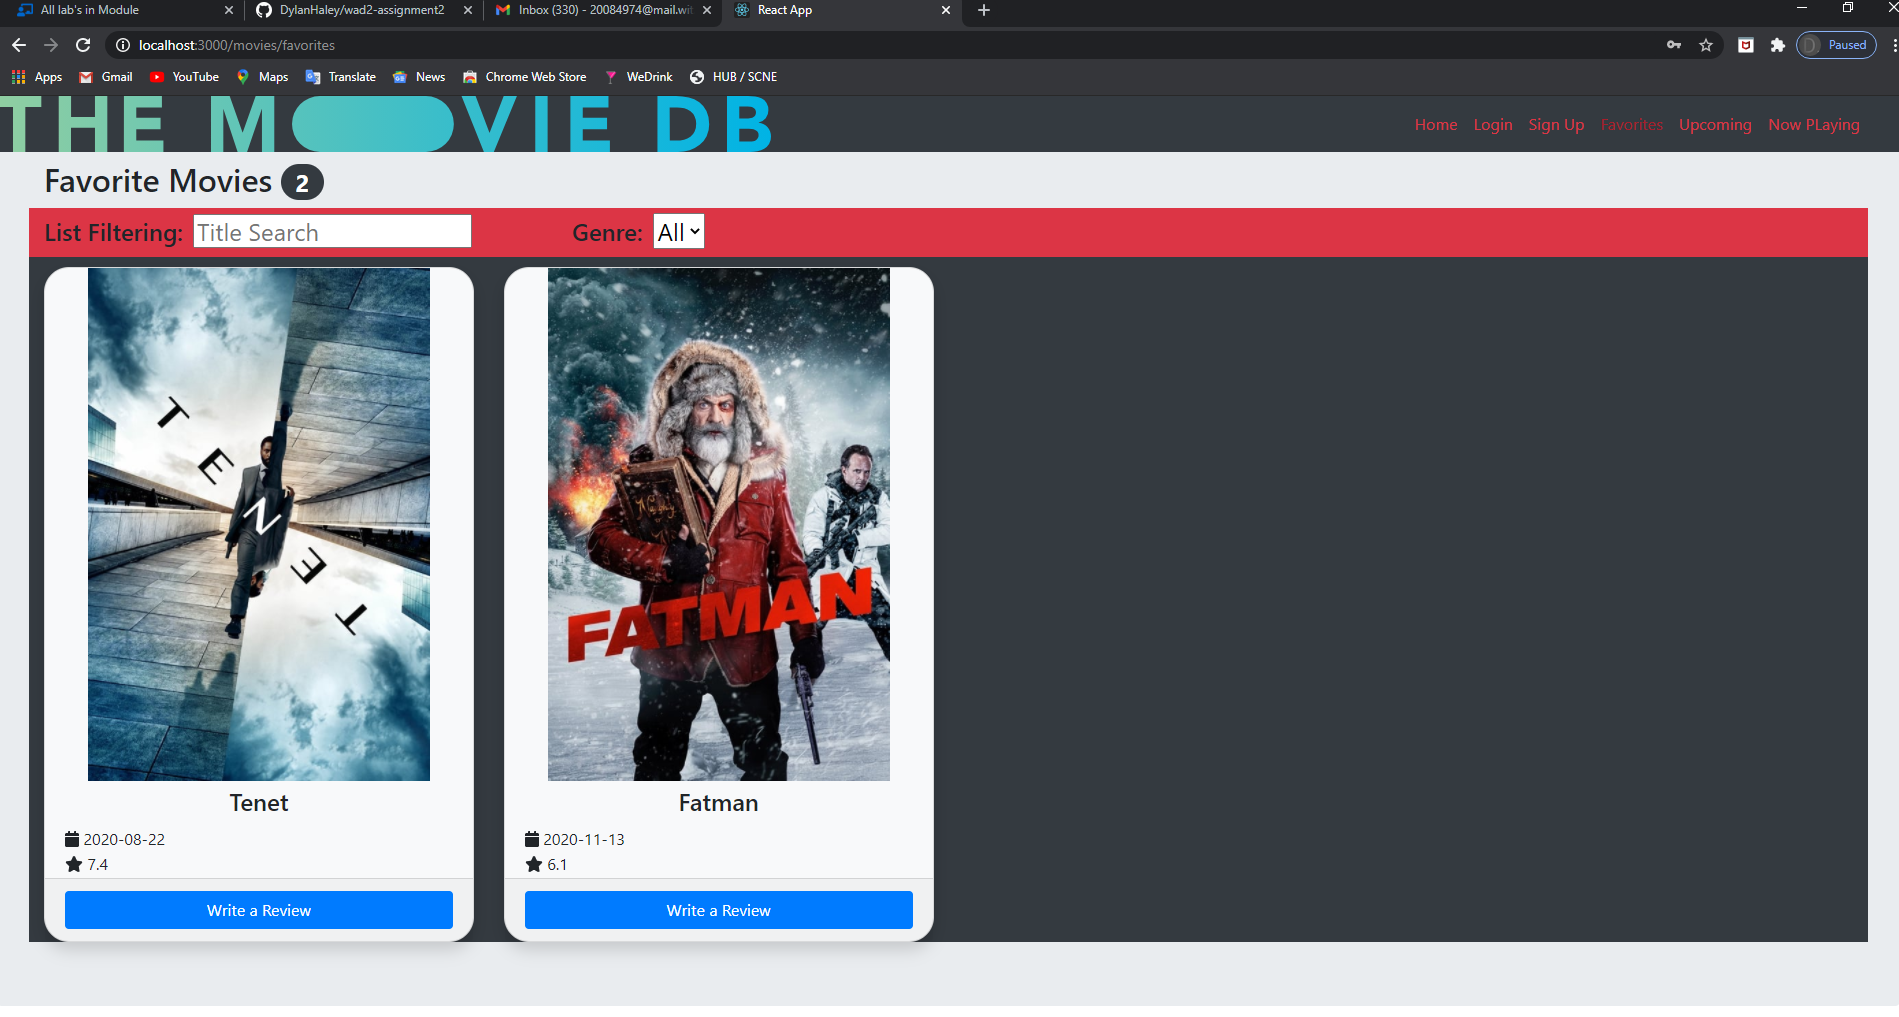 All lab's in Module
DylanHaley/wad2-assignment2
Inbox (330) - 20084974@mail.wit
React App
localhost:3000/movies/favorites
D
Paused
Apps
Gmail
YouTube
Maps
Translate
News
Chrome Web Store
WeDrink
HUB / SCNE
THE MOVIE DB
Home
Login
Sign Up
Favorites
Upcoming
Now PLaying
Favorite Movies 2
List Filtering:
Title Search
Genre:
All
TENET
Naughty
FATMAN
Tenet
Fatman
2020-08-22
2020-11-13
7.4
6.1
Write a Review
Write a Review